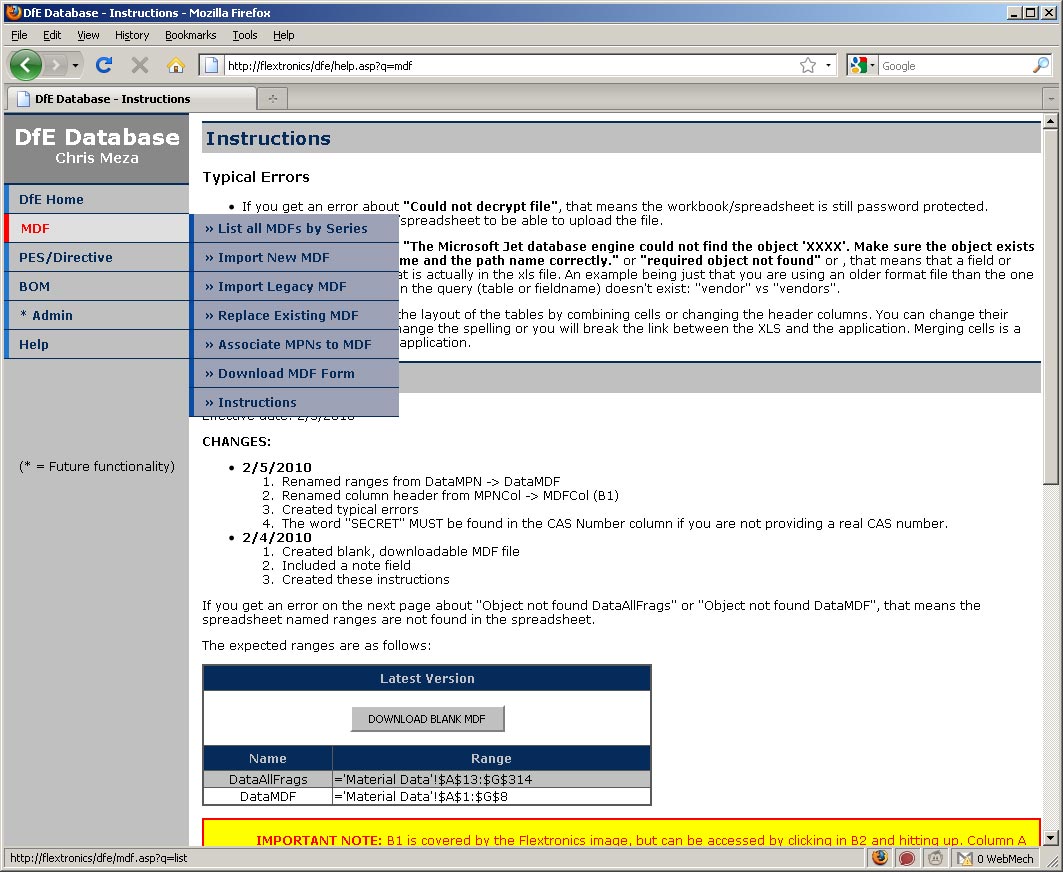 DfE Database - Instructions - Mozilla Firefox
File Edit View History Bookmarks Tools Help
http://flextronics/dfe/help.asp?q=mdf
Google
DfE Database - Instructions
DfE Database
Chris Meza
DfE Home
MDF
PES/Directive
BOM
* Admin
Help
(* = Future functionality)
» List all MDFs by Series
» Import New MDF
» Import Legacy MDF
» Replace Existing MDF
» Associate MPNs to MDF
» Download MDF Form
» Instructions
Instructions
Typical Errors
• If you get an error about "Could not decrypt file", that means the workbook/spreadsheet is still password protected.
/spreadsheet to be able to upload the file.
"The Microsoft Jet database engine could not find the object 'XXXX'. Make sure the object exists
me and the path name correctly." or "required object not found" or , that means that a field or
at is actually in the xls file. An example being just that you are using an older format file than the one
n the query (table or fieldname) doesn't exist: "vendor" vs "vendors".
the layout of the tables by combining cells or changing the header columns. You can change their
hange the spelling or you will break the link between the XLS and the application. Merging cells is a
application.
Effective date: 2/5/2010
CHANGES:
• 2/5/2010
1. Renamed ranges from DataMPN -> DataMDF
2. Renamed column header from MPNCol -> MDFCol (B1)
3. Created typical errors
4. The word "SECRET" MUST be found in the CAS Number column if you are not providing a real CAS number.
• 2/4/2010
1. Created blank, downloadable MDF file
2. Included a note field
3. Created these instructions
If you get an error on the next page about "Object not found DataAllFrags" or "Object not found DataMDF", that means the
spreadsheet named ranges are not found in the spreadsheet.
The expected ranges are as follows:
Latest Version
DOWNLOAD BLANK MDF
Name Range
DataAllFrags ='Material Data'!$A$13:$G$314
DataMDF ='Material Data'!$A$1:$G$8
IMPORTANT NOTE: B1 is covered by the Flextronics image, but can be accessed by clicking in B2 and hitting up. Column A
http://flextronics/dfe/mdf.asp?q=list
0 WebMech